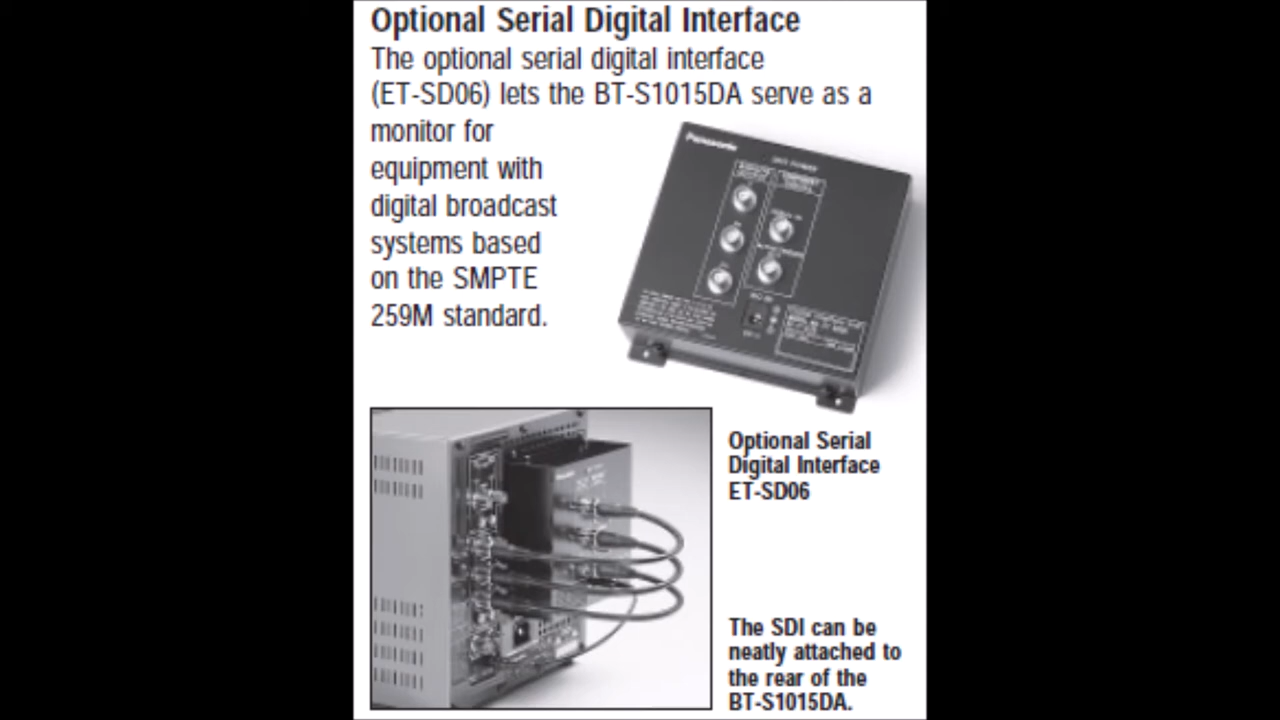 Optional Serial Digital Interface
The optional serial digital interface
(ET-SD06) lets the BT-S1015DA serve as a
monitor for
equipment with
digital broadcast
systems based
on the SMPTE
259M standard.
Panasonic
Optional Serial
Digital Interface
ET-SD06
The SDI can be
neatly attached to
the rear of the
BT-S1015DA.